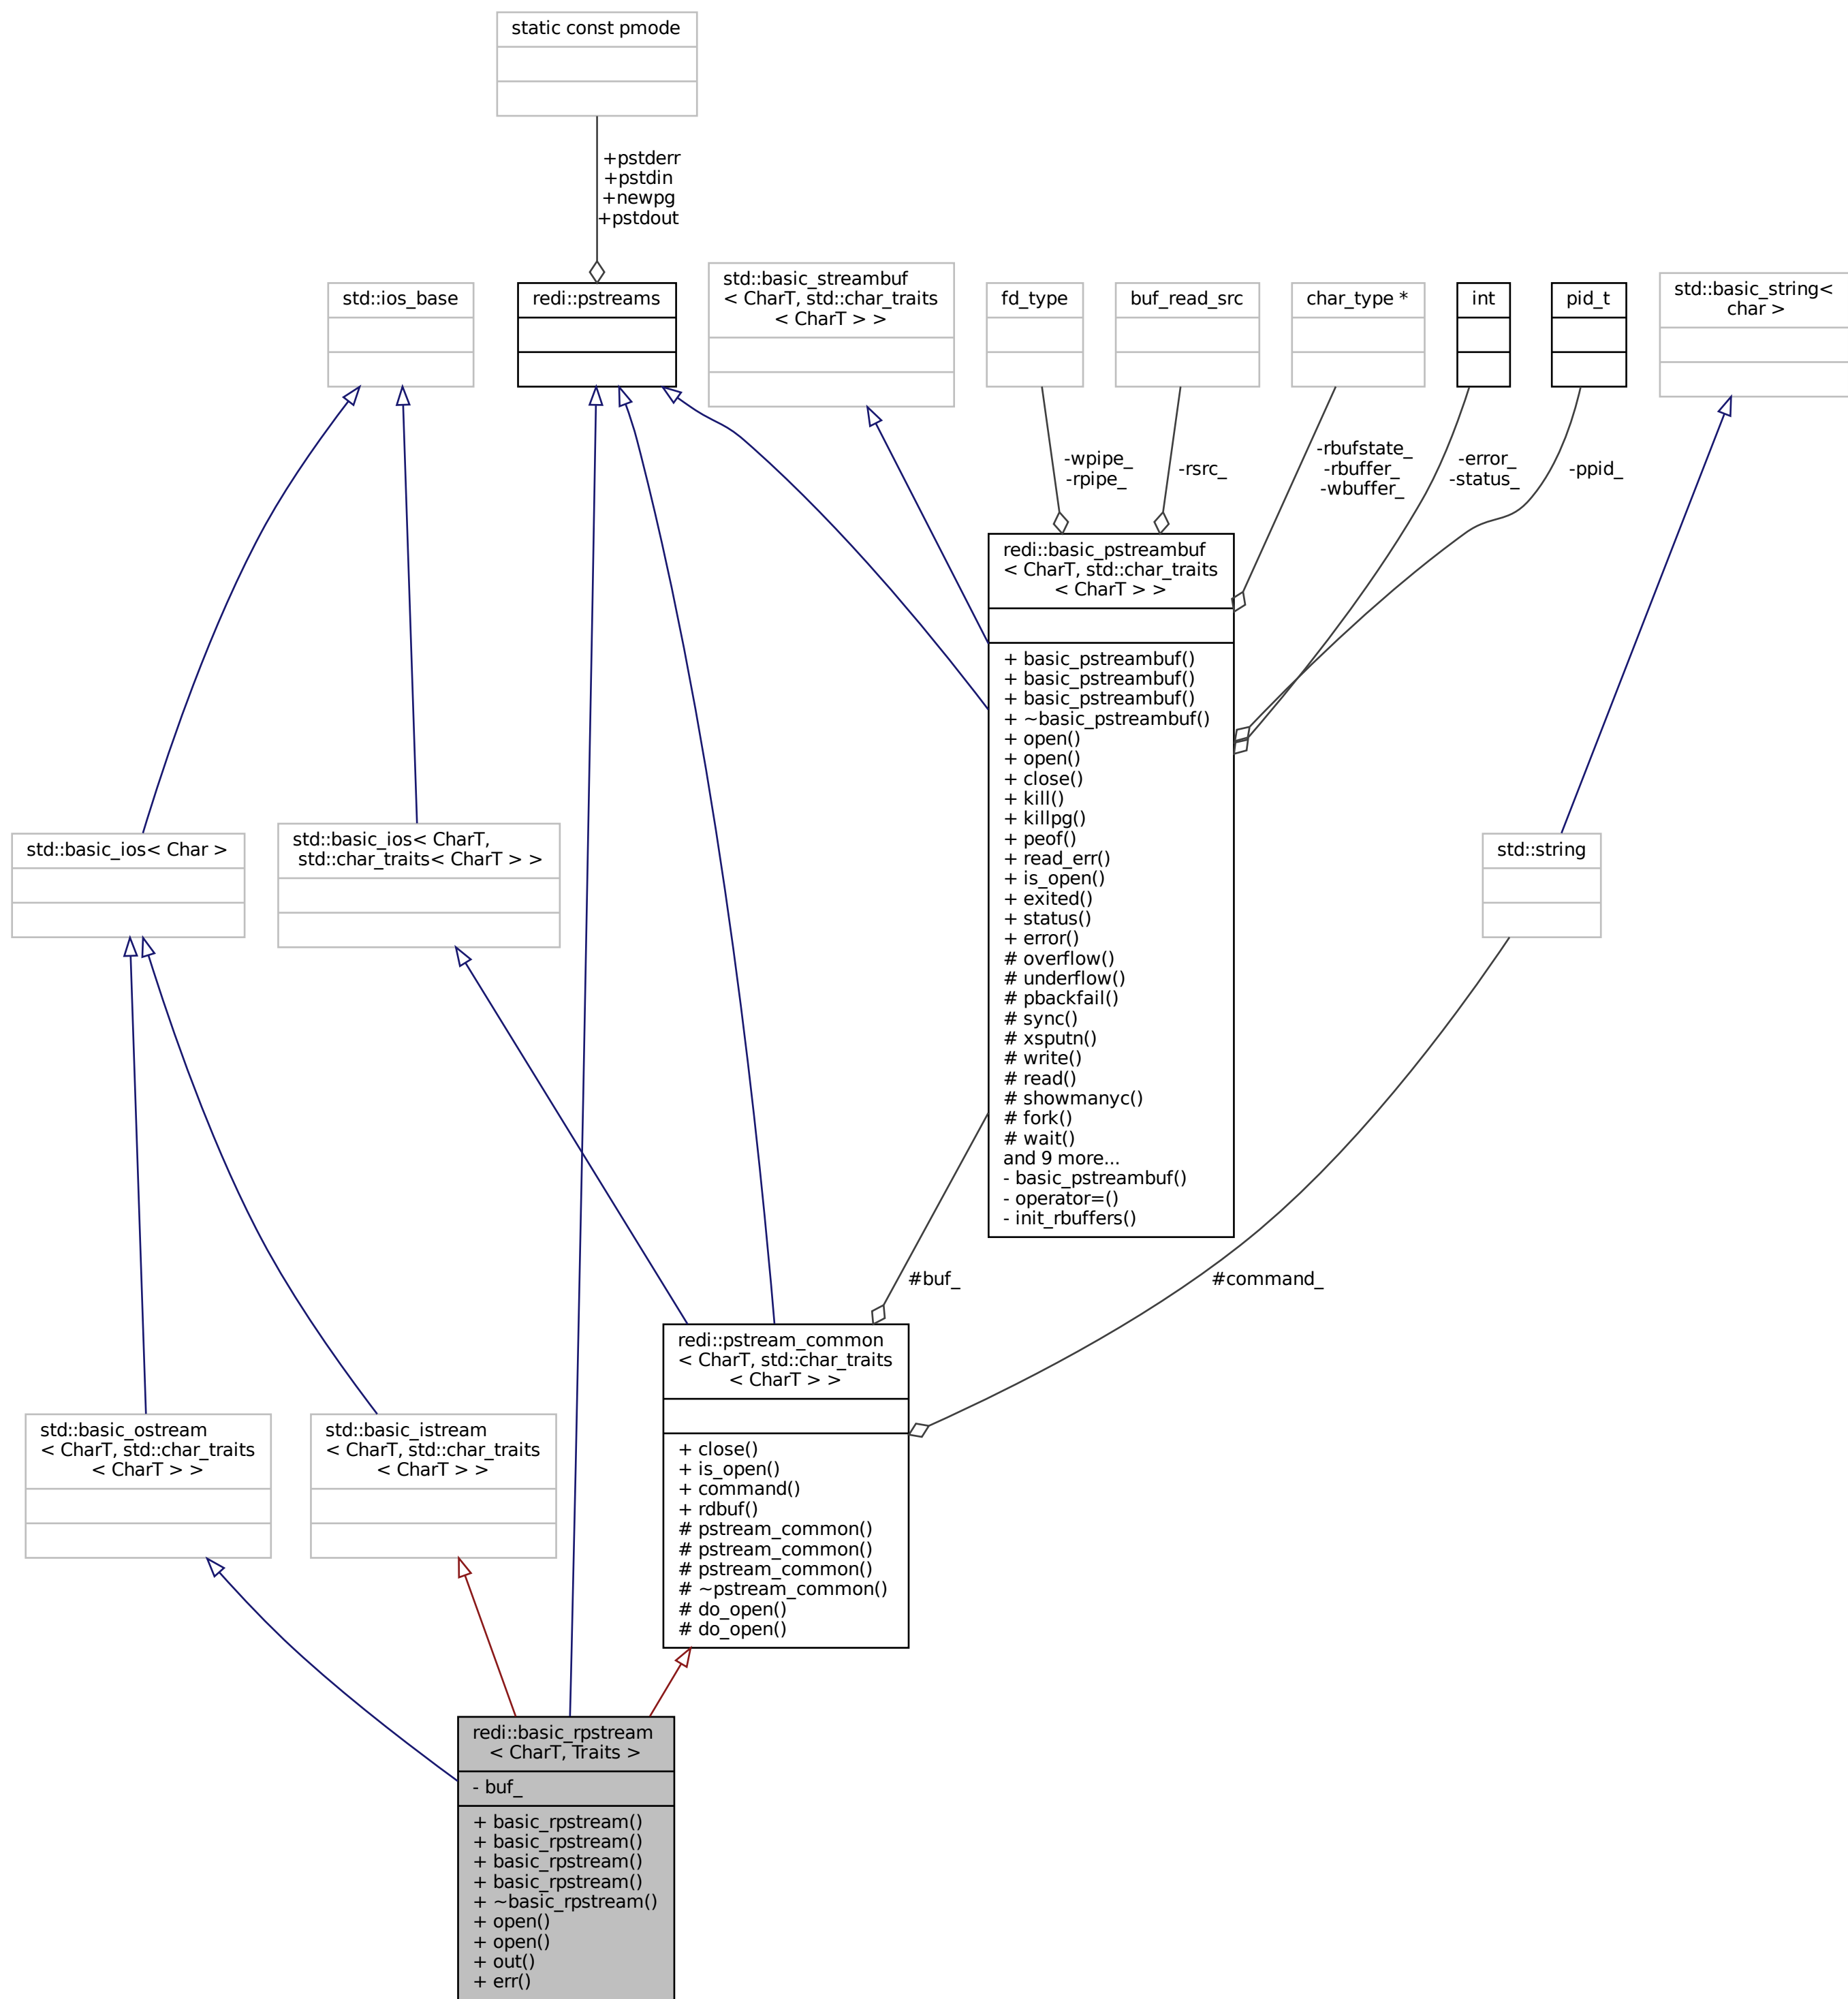 static const pmode
+pstderr
+pstdin
+newpg
+pstdout
std::ios_base
redi::pstreams
std::basic_streambuf
< CharT, std::char_traits
< CharT > >
fd_type
buf_read_src
char_type *
int
pid_t
std::basic_string<
char >
-wpipe_
-rpipe_
-rsrc_
-rbufstate_
-rbuffer_
-wbuffer_
-error_
-status_
-ppid_
redi::basic_pstreambuf
< CharT, std::char_traits
< CharT > >
+ basic_pstreambuf()
+ basic_pstreambuf()
+ basic_pstreambuf()
+ ~basic_pstreambuf()
+ open()
+ open()
+ close()
+ kill()
+ killpg()
+ peof()
+ read_err()
+ is_open()
+ exited()
+ status()
+ error()
# overflow()
# underflow()
# pbackfail()
# sync()
# xsputn()
# write()
# read()
# showmanyc()
# fork()
# wait()
and 9 more...
- basic_pstreambuf()
- operator=()
- init_rbuffers()
std::basic_ios< Char >
std::basic_ios< CharT,
std::char_traits< CharT > >
std::string
#buf_
#command_
redi::pstream_common
< CharT, std::char_traits
< CharT > >
+ close()
+ is_open()
+ command()
+ rdbuf()
# pstream_common()
# pstream_common()
# pstream_common()
# ~pstream_common()
# do_open()
# do_open()
std::basic_ostream
< CharT, std::char_traits
< CharT > >
std::basic_istream
< CharT, std::char_traits
< CharT > >
redi::basic_rpstream
< CharT, Traits >
- buf_
+ basic_rpstream()
+ basic_rpstream()
+ basic_rpstream()
+ basic_rpstream()
+ ~basic_rpstream()
+ open()
+ open()
+ out()
+ err()